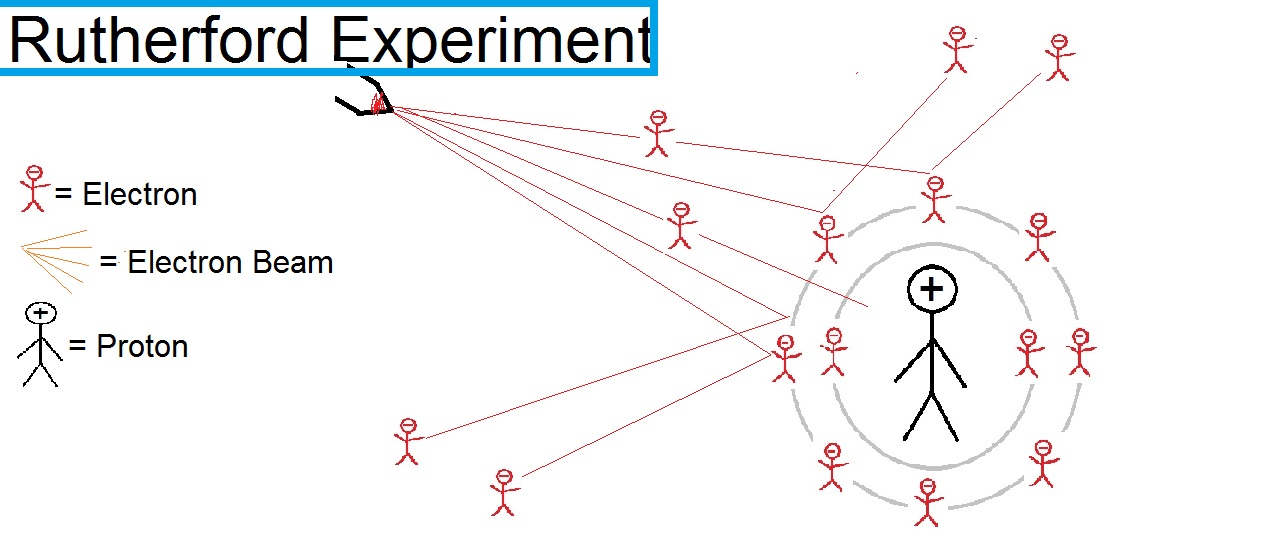 Rutherford Experiment
= Electron
= Electron Beam
+
= Proton
+